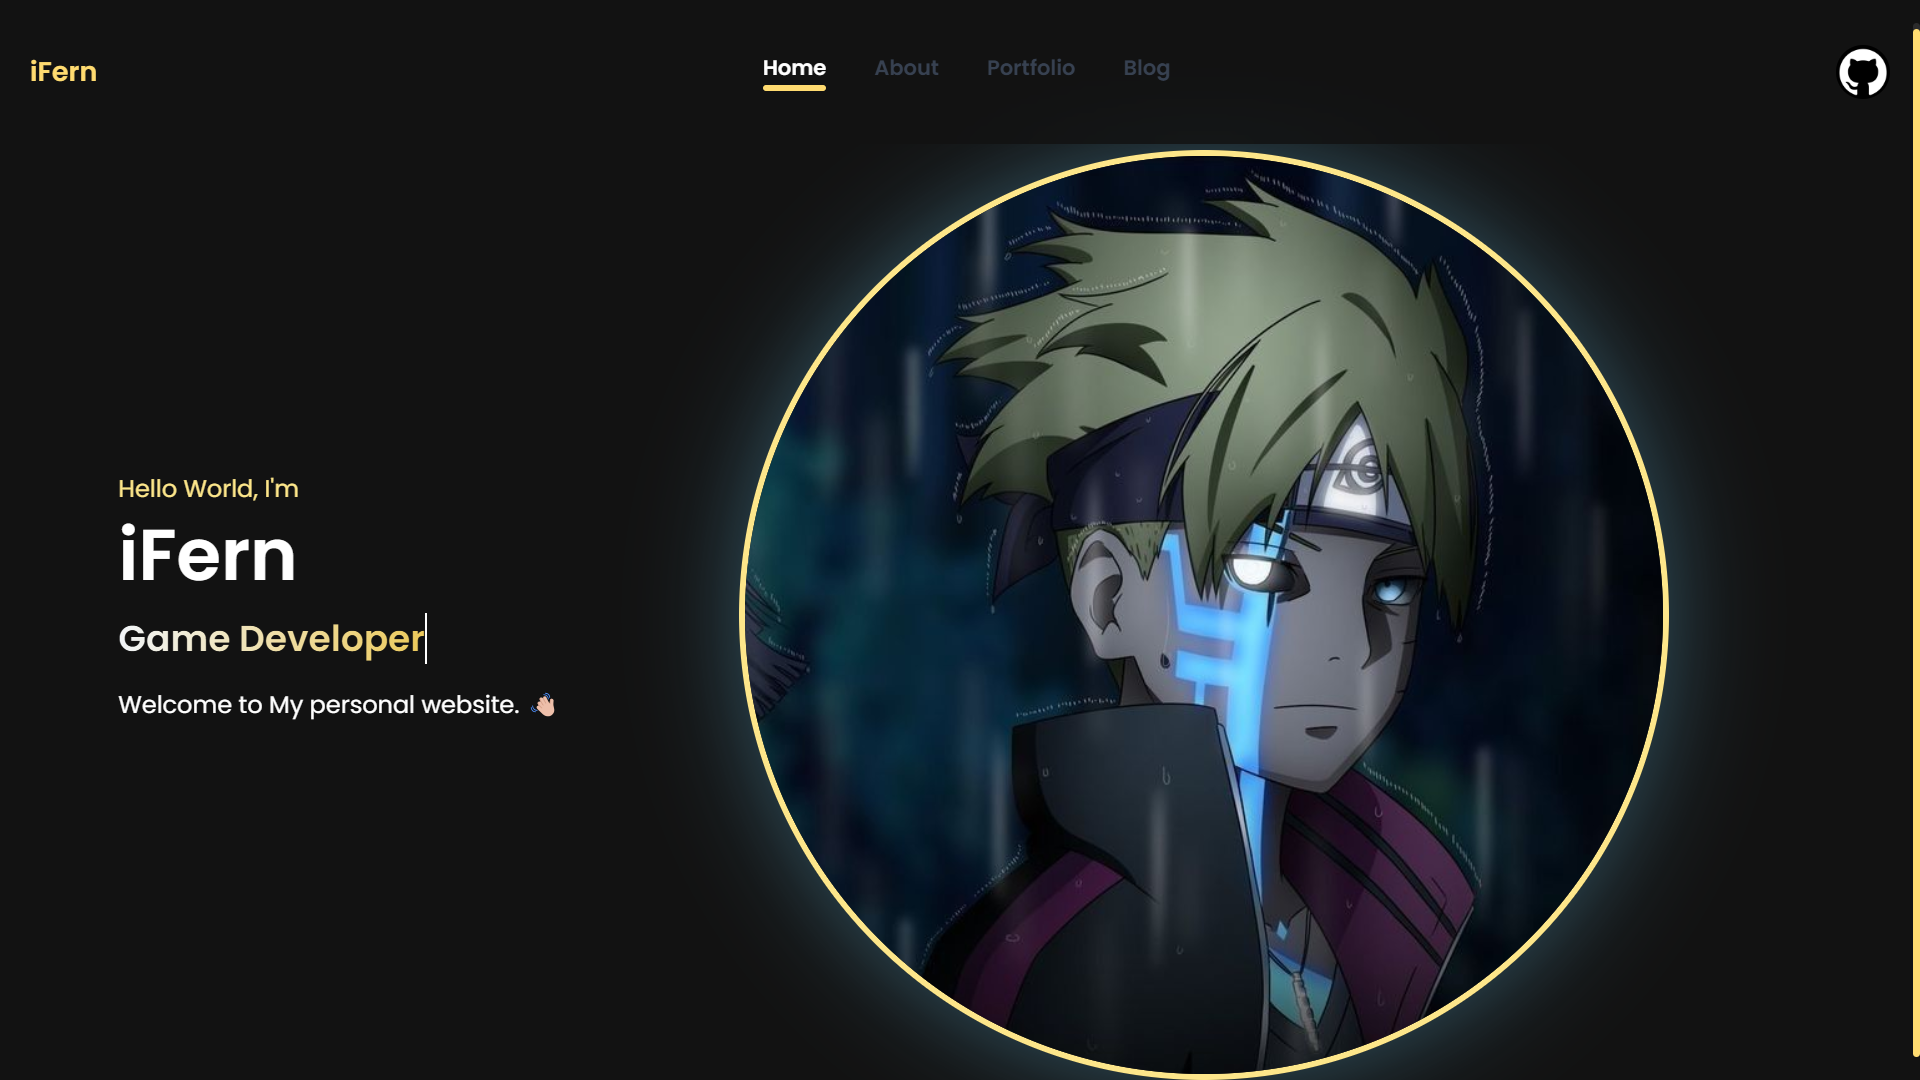 iFern
Home About Portfolio Blog
Hello World, I'm
iFern
Game Developer
Welcome to My personal website. 👋🏻